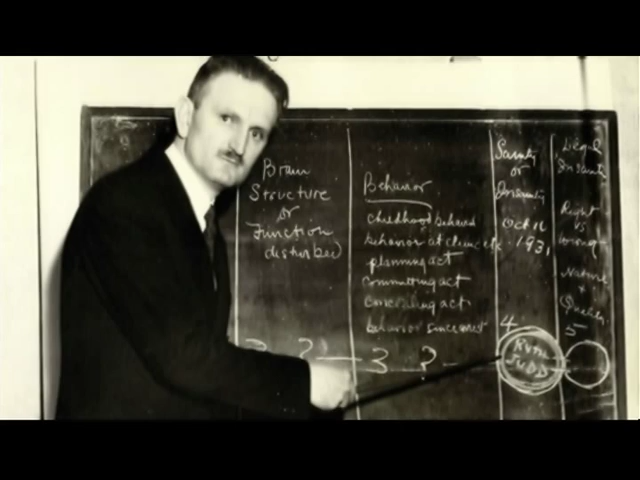 Brain
Structure
or
Function
disturbed
Behavior
childhood behavior
behavior at time of
planning act
committing act
concealing act
behavior since
Sanity
or
Insanity
Oct 16
1931
Legal
Insanity
Right
vs
wrong
Nature
&
2 ? 3 ?
4
5
RUTH
JUDD